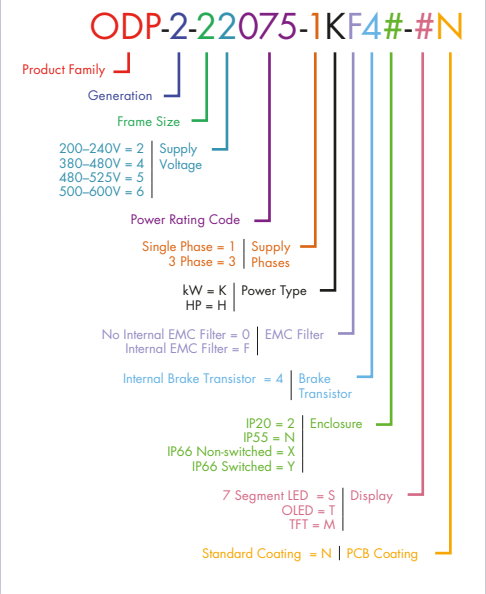 ODP-2-22075-1KF4#-#N
Product Family
Generation
Frame Size
200–240V = 2
380–480V = 4
480–525V = 5
500–600V = 6
Supply
Voltage
Power Rating Code
Single Phase = 1
3 Phase = 3
Supply
Phases
kW = K
HP = H
Power Type
No Internal EMC Filter = 0
Internal EMC Filter = F
EMC Filter
Internal Brake Transistor = 4
Brake
Transistor
IP20 = 2
IP55 = N
IP66 Non-switched = X
IP66 Switched = Y
Enclosure
7 Segment LED = S
OLED = T
TFT = M
Display
Standard Coating = N
PCB Coating